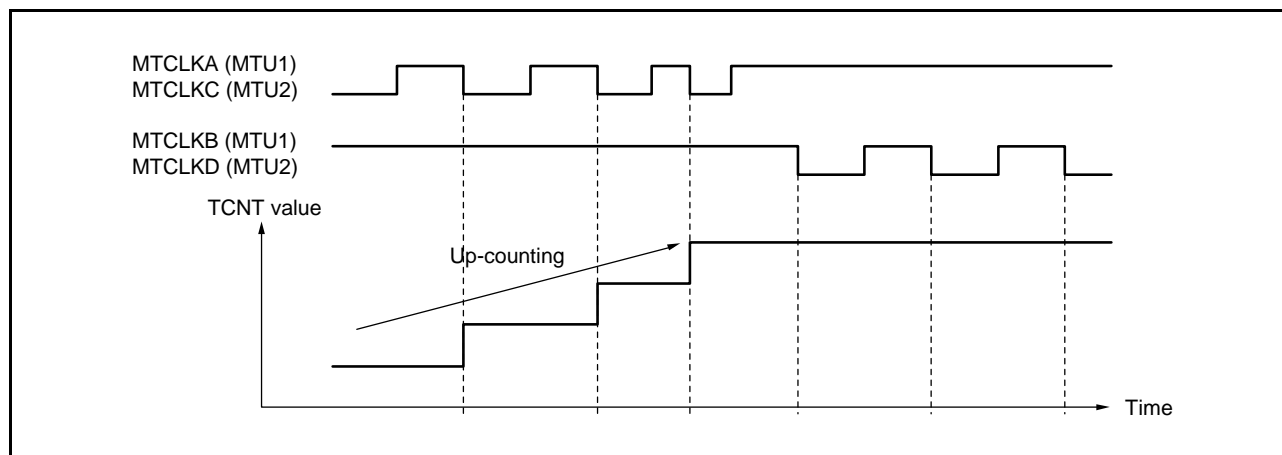 MTCLKA (MTU1)
MTCLKC (MTU2)
MTCLKB (MTU1)
MTCLKD (MTU2)
TCNT value
Up-counting
Time